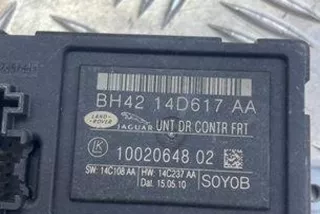 BH42 14D617 AA
LAND
ROVER
JAGUAR UNT DR:CONTR FRT
LK 10020648 02
SW: 14C108 AA HW: 14C237 AA
Dat. 15.05.10 SOYOB